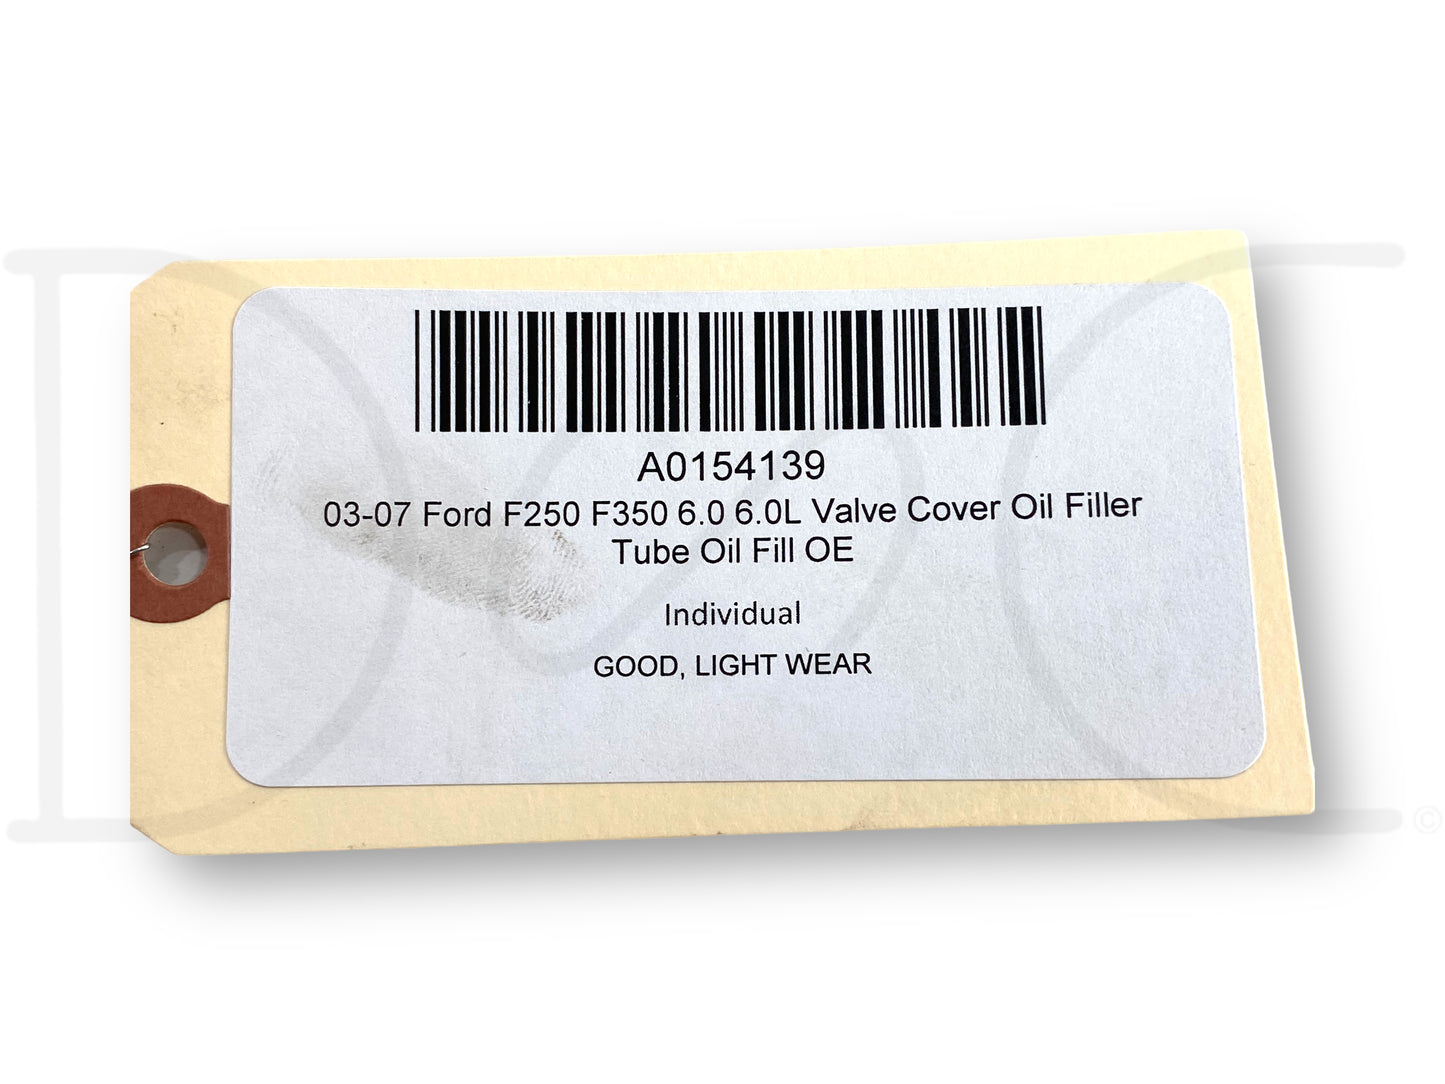 A0154139
03-07 Ford F250 F350 6.0 6.0L Valve Cover Oil Filler
Tube Oil Fill OE
Individual
GOOD, LIGHT WEAR
©